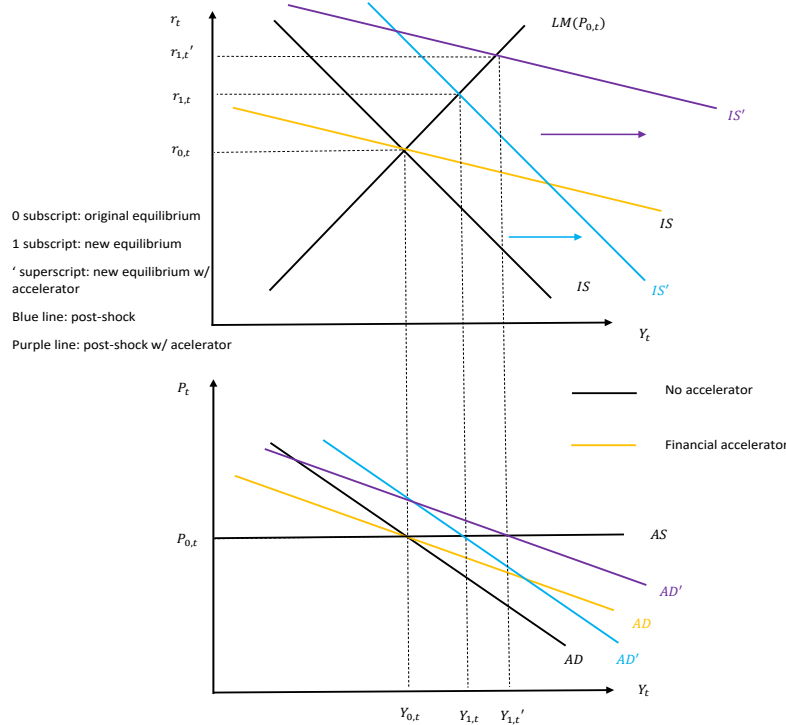 r_t
LM(P_{0,t})
r_{1,t}′
r_{1,t}
IS′
r_{0,t}
0 subscript: original equilibrium
IS
1 subscript: new equilibrium
‘ superscript: new equilibrium w/
accelerator
IS
IS′
Blue line: post-shock
Y_t
Purple line: post-shock w/ acelerator
P_t
No accelerator
Financial accelerator
P_{0,t}
AS
AD′
AD
AD
AD′
Y_t
Y_{0,t}
Y_{1,t}
Y_{1,t}′